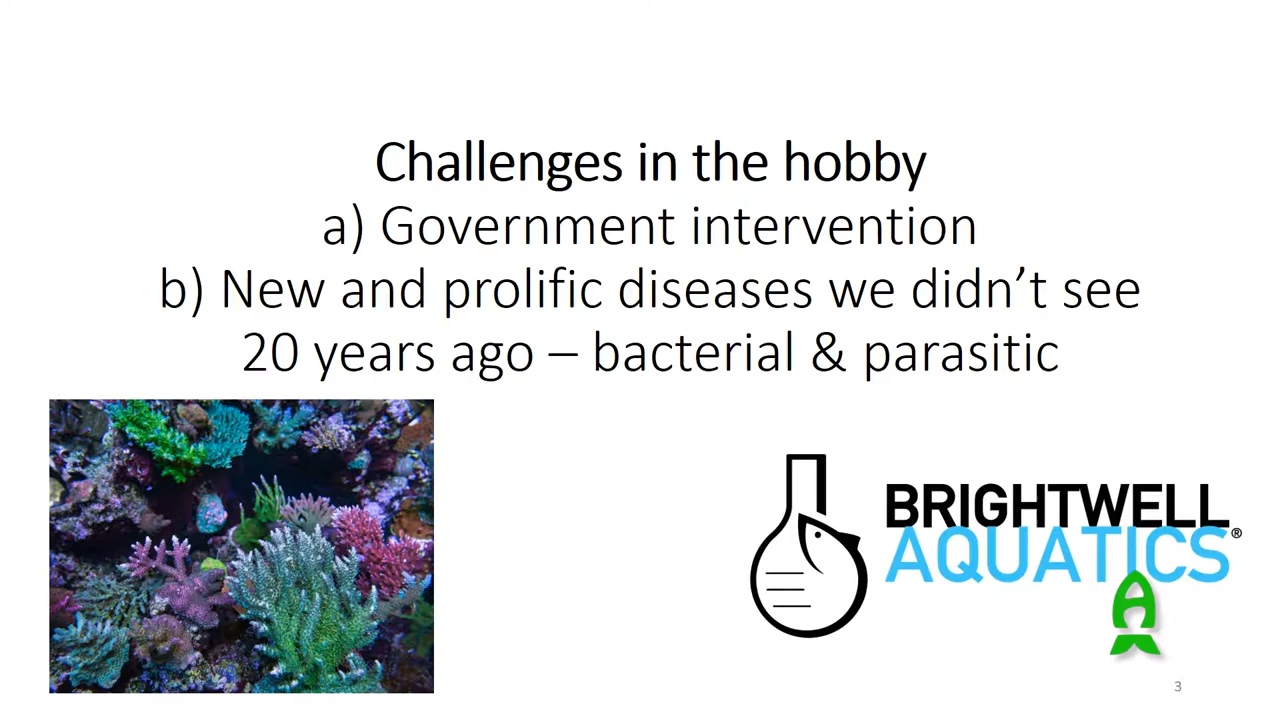 Challenges in the hobby
a) Government intervention
b) New and prolific diseases we didn’t see
20 years ago – bacterial & parasitic
BRIGHTWELL
AQUATICS®
3